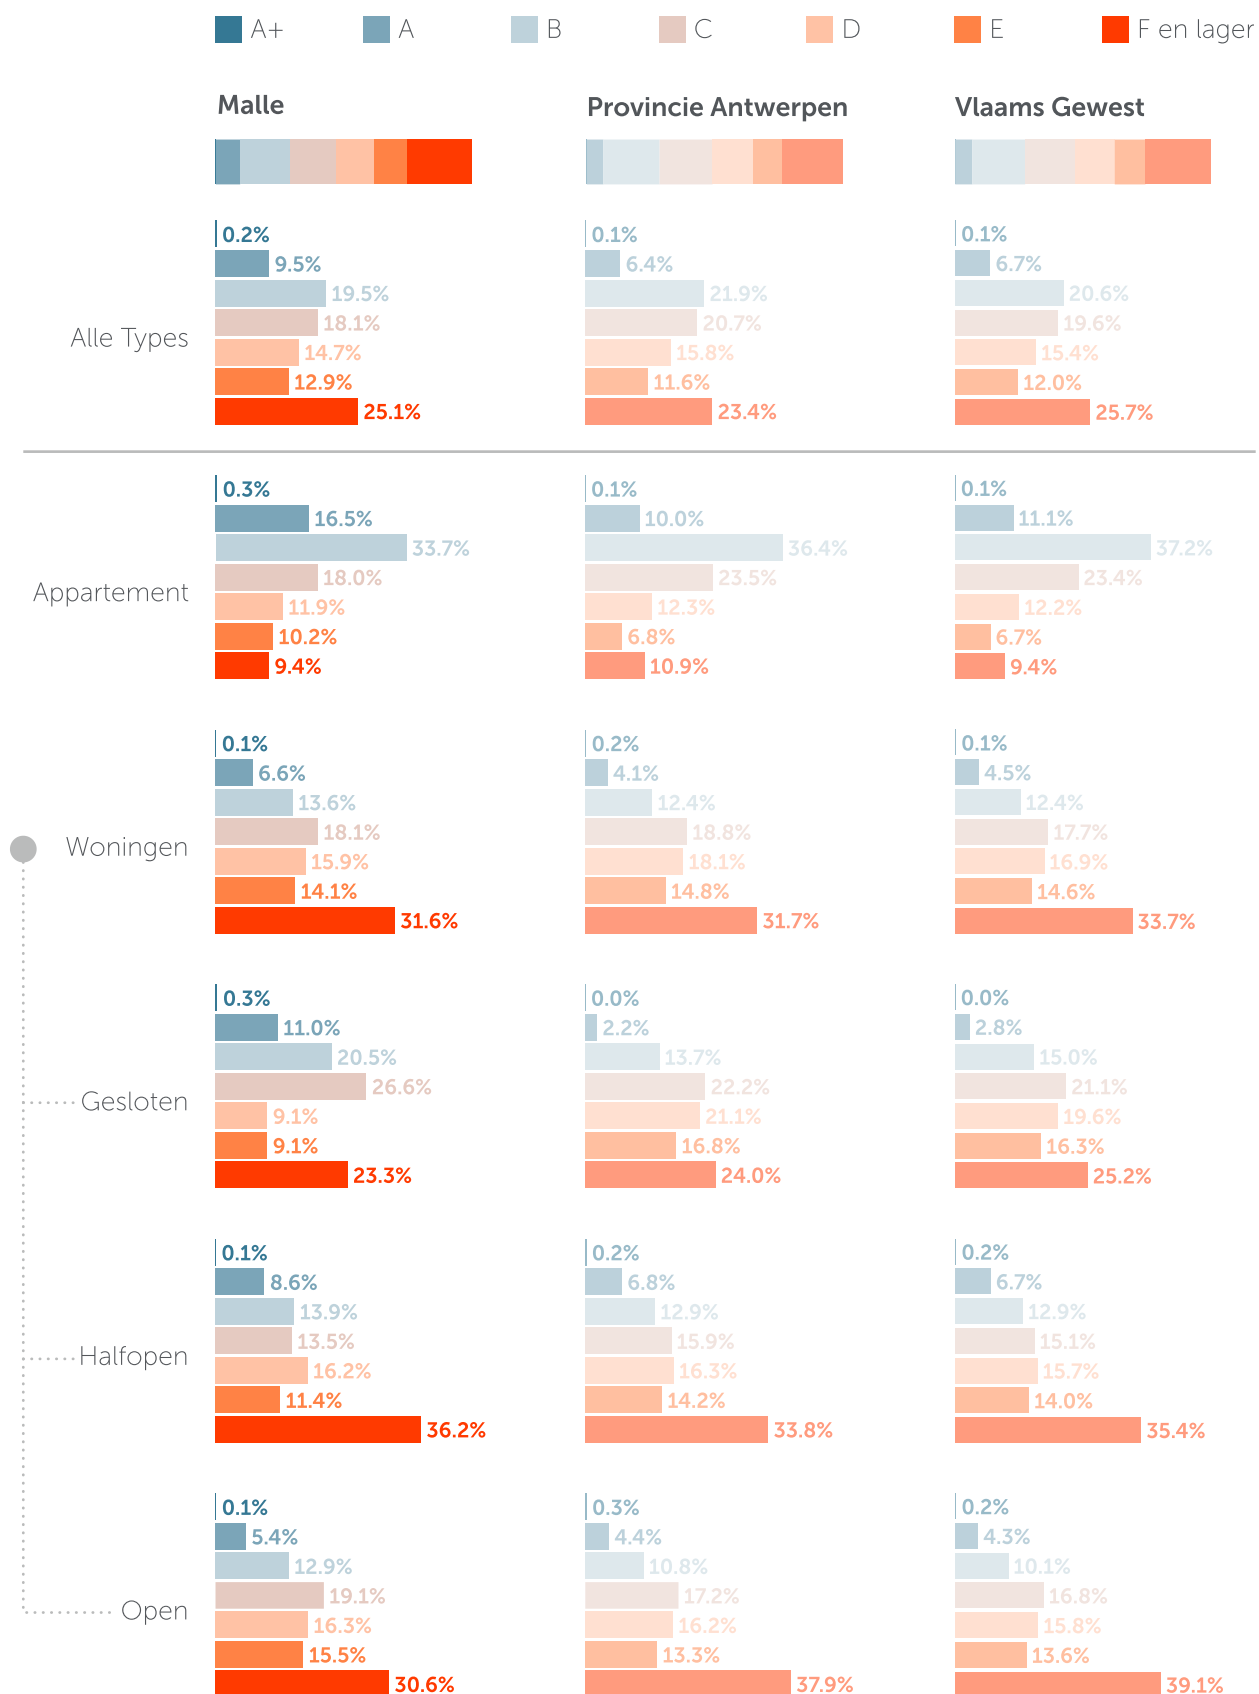 A+ A B C D E F en lager
Malle Provincie Antwerpen Vlaams Gewest
Alle Types
0.2% 0.1% 0.1%
9.5% 6.4% 6.7%
19.5% 21.9% 20.6%
18.1% 20.7% 19.6%
14.7% 15.8% 15.4%
12.9% 11.6% 12.0%
25.1% 23.4% 25.7%
Appartement
0.3% 0.1% 0.1%
16.5% 10.0% 11.1%
33.7% 36.4% 37.2%
18.0% 23.5% 23.4%
11.9% 12.3% 12.2%
10.2% 6.8% 6.7%
9.4% 10.9% 9.4%
Woningen
0.1% 0.2% 0.1%
6.6% 4.1% 4.5%
13.6% 12.4% 12.4%
18.1% 18.8% 17.7%
15.9% 18.1% 16.9%
14.1% 14.8% 14.6%
31.6% 31.7% 33.7%
Gesloten
0.3% 0.0% 0.0%
11.0% 2.2% 2.8%
20.5% 13.7% 15.0%
26.6% 22.2% 21.1%
9.1% 21.1% 19.6%
9.1% 16.8% 16.3%
23.3% 24.0% 25.2%
Halfopen
0.1% 0.2% 0.2%
8.6% 6.8% 6.7%
13.9% 12.9% 12.9%
13.5% 15.9% 15.1%
16.2% 16.3% 15.7%
11.4% 14.2% 14.0%
36.2% 33.8% 35.4%
Open
0.1% 0.3% 0.2%
5.4% 4.4% 4.3%
12.9% 10.8% 10.1%
19.1% 17.2% 16.8%
16.3% 16.2% 15.8%
15.5% 13.3% 13.6%
30.6% 37.9% 39.1%